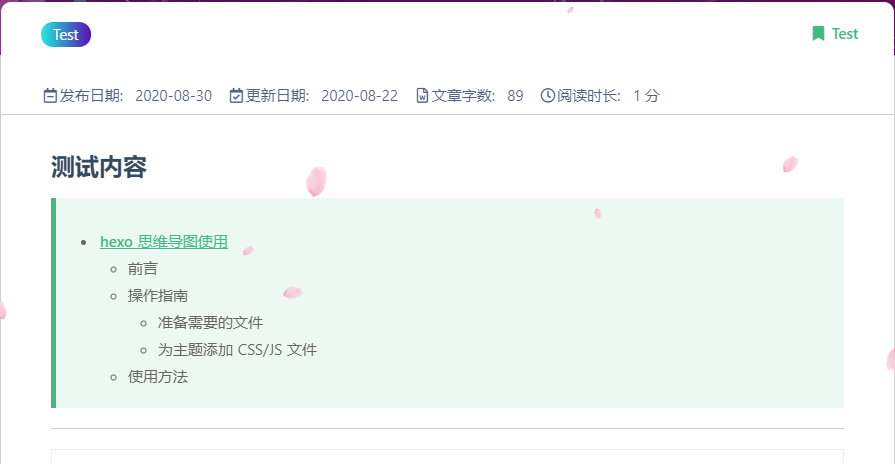 Test
Test
发布日期: 2020-08-30 更新日期: 2020-08-22 文章字数: 89 阅读时长: 1 分
测试内容
hexo 思维导图使用
前言
操作指南
准备需要的文件
为主题添加 CSS/JS 文件
使用方法